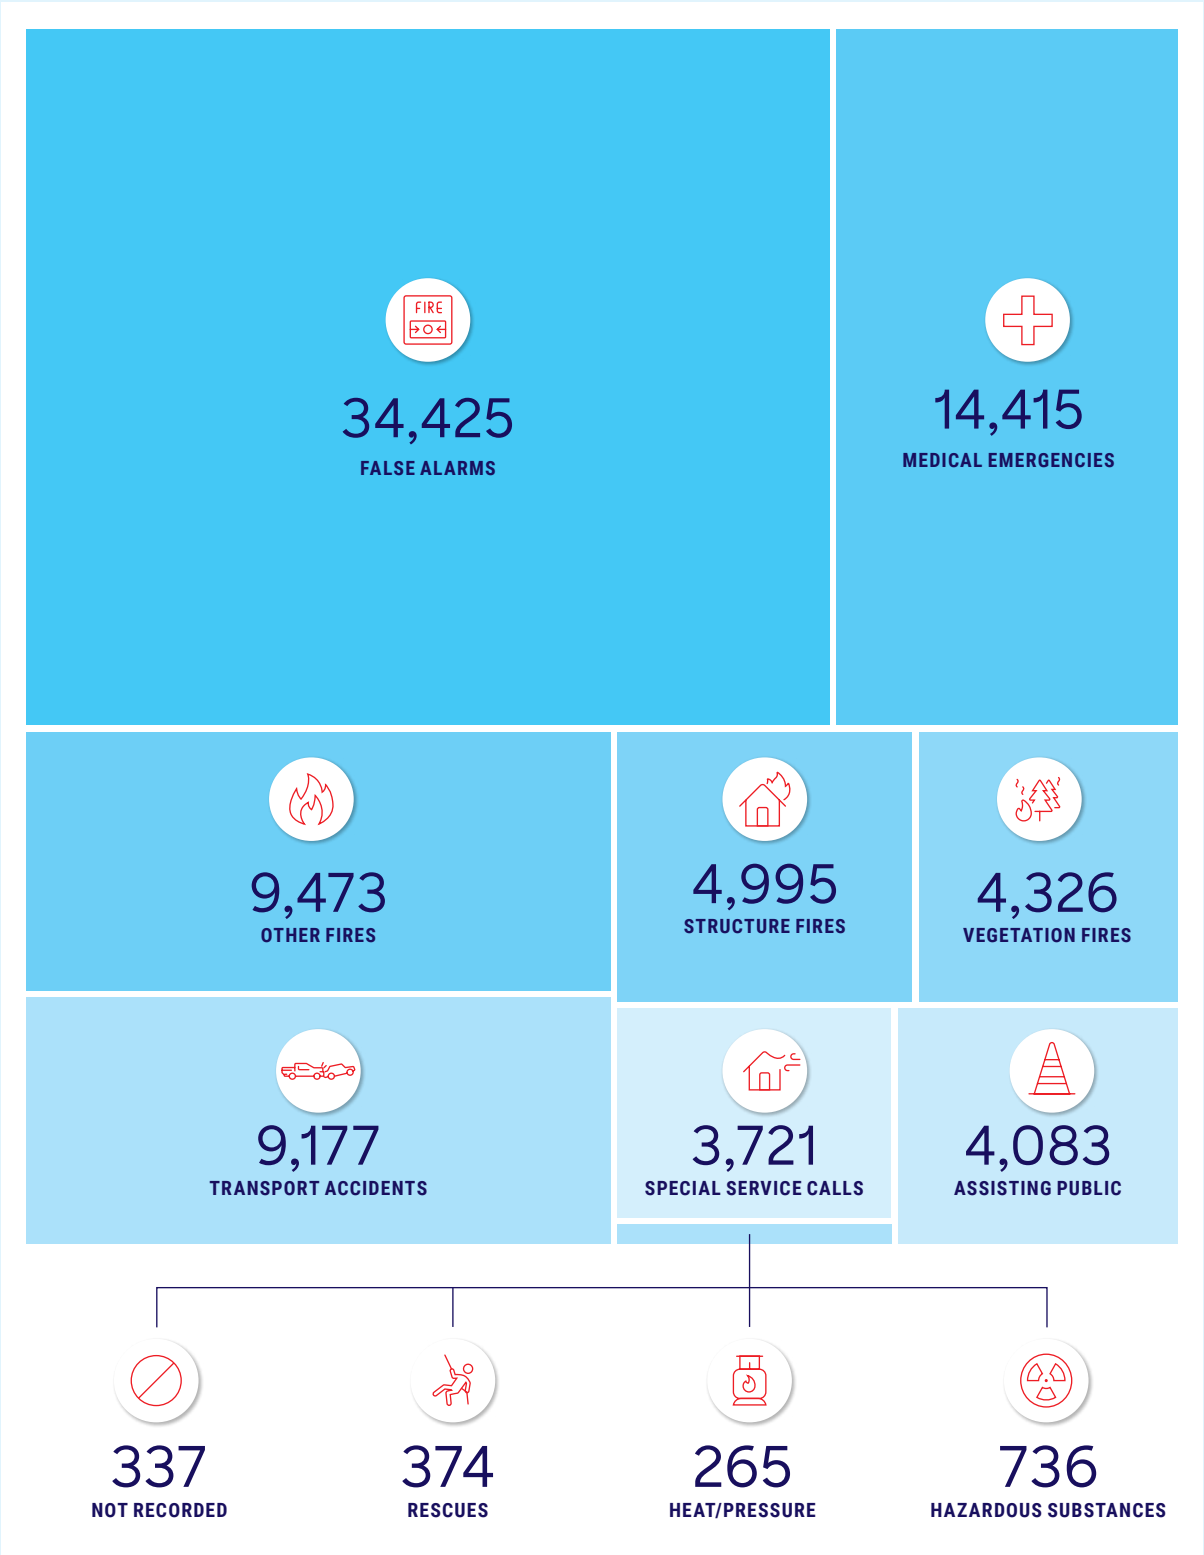 FIRE
34,425
FALSE ALARMS
14,415
MEDICAL EMERGENCIES
9,473
OTHER FIRES
4,995
STRUCTURE FIRES
4,326
VEGETATION FIRES
9,177
TRANSPORT ACCIDENTS
3,721
SPECIAL SERVICE CALLS
4,083
ASSISTING PUBLIC
337
NOT RECORDED
374
RESCUES
265
HEAT/PRESSURE
736
HAZARDOUS SUBSTANCES